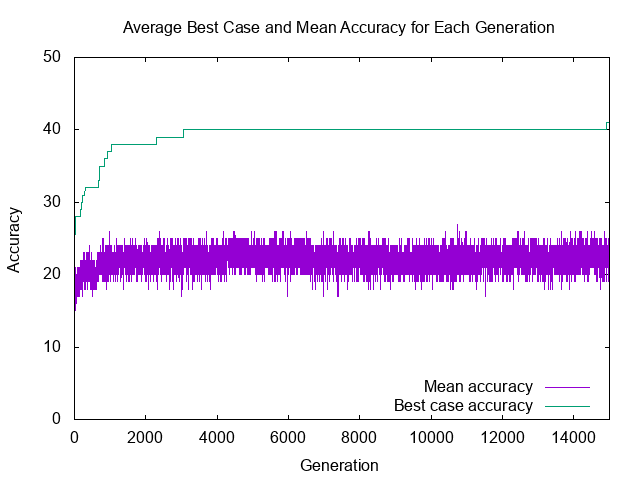 Average Best Case and Mean Accuracy for Each Generation
50
40
30
20
10
0
Accuracy
Mean accuracy
Best case accuracy
0 2000 4000 6000 8000 10000 12000 14000
Generation